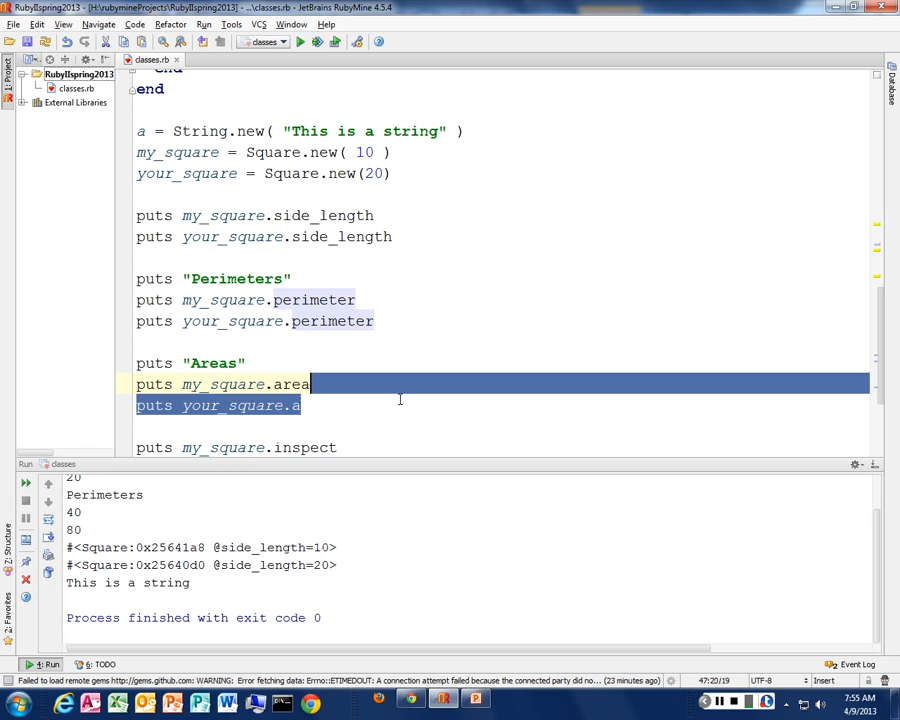 RubyIIspring2013 - [H:\rubymineProjects\RubyIIspring2013] - ...\classes.rb - JetBrains RubyMine 4.5.4
File Edit View Navigate Code Refactor Run Tools VCS Window Help
classes
1: Project
classes.rb
Database
RubyIIspring2013
classes.rb
External Libraries
end
end
a = String.new( "This is a string" )
my_square = Square.new( 10 )
your_square = Square.new(20)
puts my_square.side_length
puts your_square.side_length
puts "Perimeters"
puts my_square.perimeter
puts your_square.perimeter
puts "Areas"
puts my_square.area
puts your_square.a
puts my_square.inspect
Run classes
20
Perimeters
40
80
#<Square:0x25641a8 @side_length=10>
#<Square:0x25640d0 @side_length=20>
This is a string
Process finished with exit code 0
7: Structure
2: Favorites
4: Run 6: TODO
2 Event Log
Failed to load remote gems http://gems.github.com: WARNING: Error fetching data: Errno::ETIMEDOUT: A connection attempt failed because the connected party did no... (23 minutes ago)
47:20/19 UTF-8 Insert
7:55 AM
4/9/2013